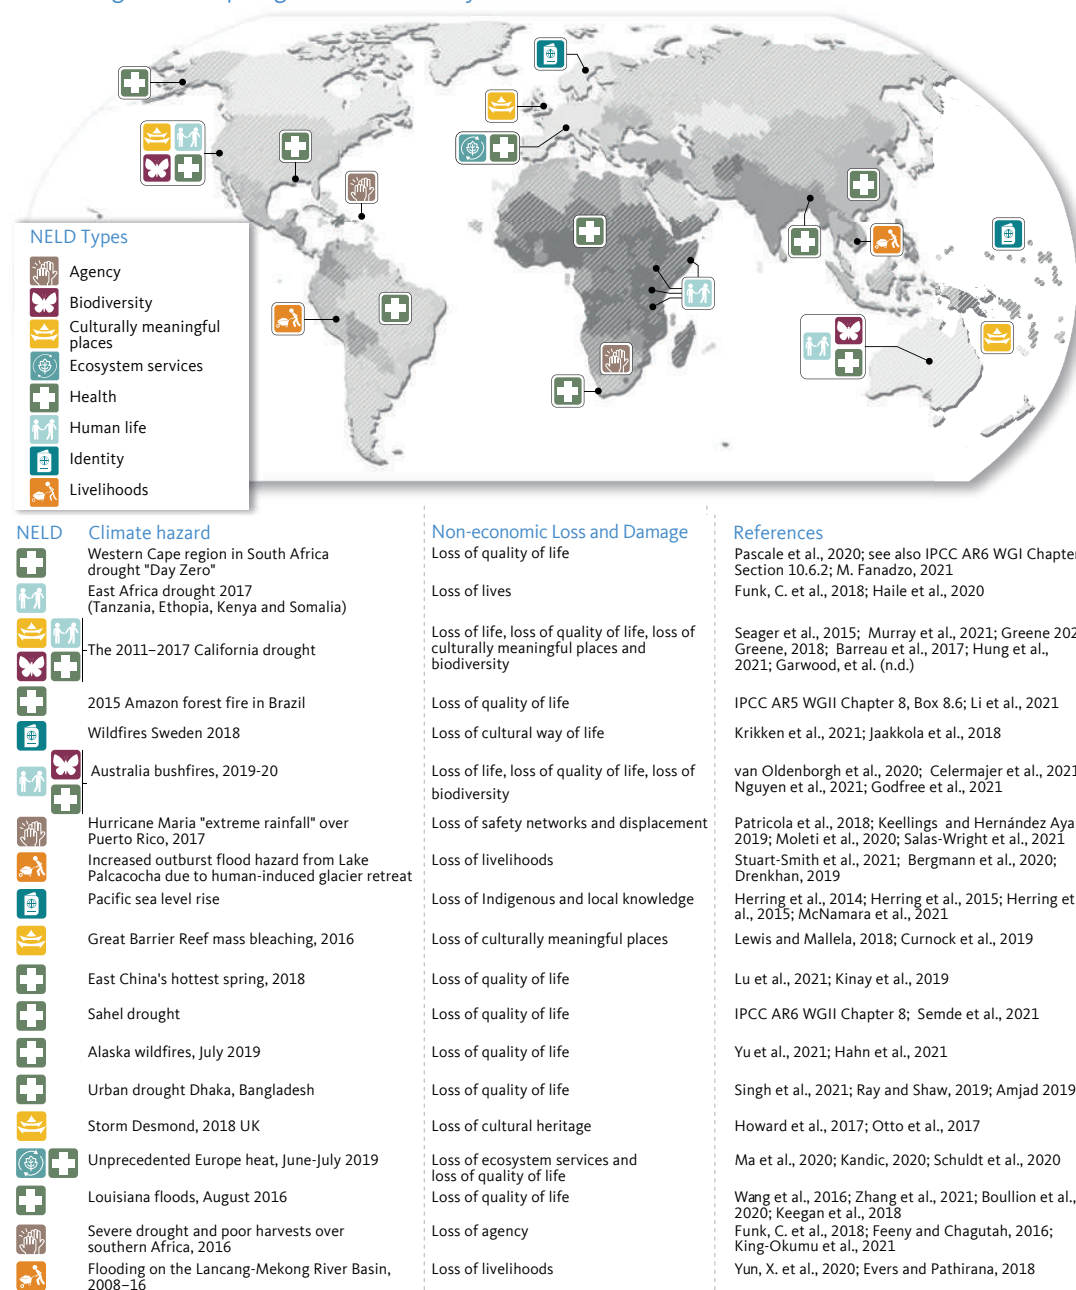 NELD Types
Agency
Biodiversity
Culturally meaningful
places
Ecosystem services
Health
Human life
Identity
Livelihoods
NELD Climate hazard Non-economic Loss and Damage References
Western Cape region in South Africa
drought "Day Zero"
Loss of quality of life
Pascale et al., 2020; see also IPCC AR6 WGI Chapter
Section 10.6.2; M. Fanadzo, 2021
East Africa drought 2017
(Tanzania, Ethopia, Kenya and Somalia)
Loss of lives
Funk, C. et al., 2018; Haile et al., 2020
The 2011–2017 California drought
Loss of life, loss of quality of life, loss of
culturally meaningful places and
biodiversity
Seager et al., 2015; Murray et al., 2021; Greene
Greene, 2018; Barreau et al., 2017; Hung et al.,
2021; Garwood, et al. (n.d.)
2015 Amazon forest fire in Brazil
Loss of quality of life
IPCC AR5 WGII Chapter 8, Box 8.6; Li et al., 2021
Wildfires Sweden 2018
Loss of cultural way of life
Krikken et al., 2021; Jaakkola et al., 2018
Australia bushfires, 2019-20
Loss of life, loss of quality of life, loss of
biodiversity
van Oldenborgh et al., 2020; Celermajer et al., 2021
Nguyen et al., 2021; Godfree et al., 2021
Hurricane Maria "extreme rainfall" over
Puerto Rico, 2017
Loss of safety networks and displacement
Patricola et al., 2018; Keellings and Hernández Aya
2019; Moleti et al., 2020; Salas-Wright et al., 2021
Increased outburst flood hazard from Lake
Palcacocha due to human-induced glacier retreat
Loss of livelihoods
Stuart-Smith et al., 2021; Bergmann et al., 2020;
Drenkhan, 2019
Pacific sea level rise
Loss of Indigenous and local knowledge
Herring et al., 2014; Herring et al., 2015; Herring et
al., 2015; McNamara et al., 2021
Great Barrier Reef mass bleaching, 2016
Loss of culturally meaningful places
Lewis and Mallela, 2018; Curnock et al., 2019
East China's hottest spring, 2018
Loss of quality of life
Lu et al., 2021; Kinay et al., 2019
Sahel drought
Loss of quality of life
IPCC AR6 WGII Chapter 8; Semde et al., 2021
Alaska wildfires, July 2019
Loss of quality of life
Yu et al., 2021; Hahn et al., 2021
Urban drought Dhaka, Bangladesh
Loss of quality of life
Singh et al., 2021; Ray and Shaw, 2019; Amjad 2019
Storm Desmond, 2018 UK
Loss of cultural heritage
Howard et al., 2017; Otto et al., 2017
Unprecedented Europe heat, June-July 2019
Loss of ecosystem services and
loss of quality of life
Ma et al., 2020; Kandic, 2020; Schuldt et al., 2020
Louisiana floods, August 2016
Loss of quality of life
Wang et al., 2016; Zhang et al., 2021; Boullion et al.,
2020; Keegan et al., 2018
Severe drought and poor harvests over
southern Africa, 2016
Loss of agency
Funk, C. et al., 2018; Feeny and Chagutah, 2016;
King-Okumu et al., 2021
Flooding on the Lancang-Mekong River Basin,
2008–16
Loss of livelihoods
Yun, X. et al., 2020; Evers and Pathirana, 2018